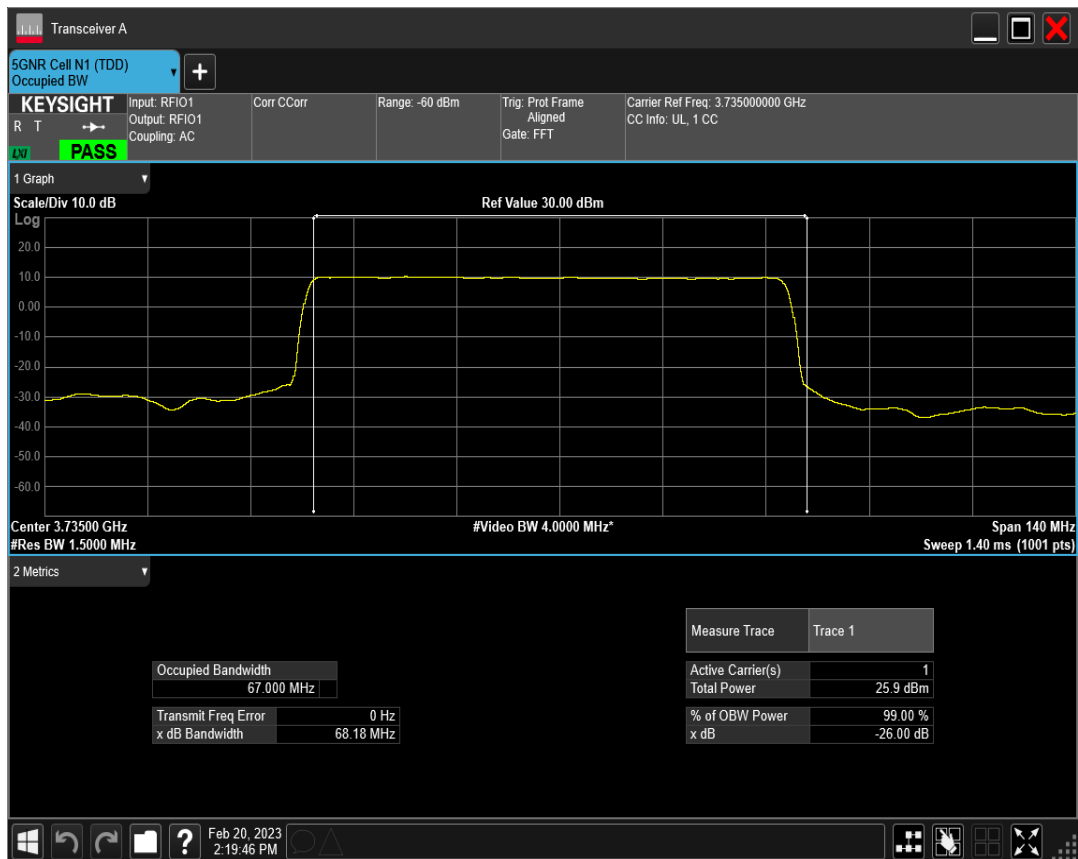 Transceiver A
5GNR Cell N1 (TDD)
Occupied BW
KEYSIGHT
R T
LXI
PASS
Input: RFIO1
Output: RFIO1
Coupling: AC
Corr CCorr
Range: -60 dBm
Trig: Prot Frame
Aligned
Gate: FFT
Carrier Ref Freq: 3.735000000 GHz
CC Info: UL, 1 CC
1 Graph
Scale/Div 10.0 dB
Ref Value 30.00 dBm
Log
20.0
10.0
0.00
-10.0
-20.0
-30.0
-40.0
-50.0
-60.0
Center 3.73500 GHz
#Video BW 4.0000 MHz*
Span 140 MHz
#Res BW 1.5000 MHz
Sweep 1.40 ms (1001 pts)
2 Metrics
Measure Trace Trace 1
Occupied Bandwidth
67.000 MHz
Active Carrier(s) 1
Total Power 25.9 dBm
Transmit Freq Error 0 Hz
x dB Bandwidth 68.18 MHz
% of OBW Power 99.00 %
x dB -26.00 dB
?
Feb 20, 2023
2:19:46 PM